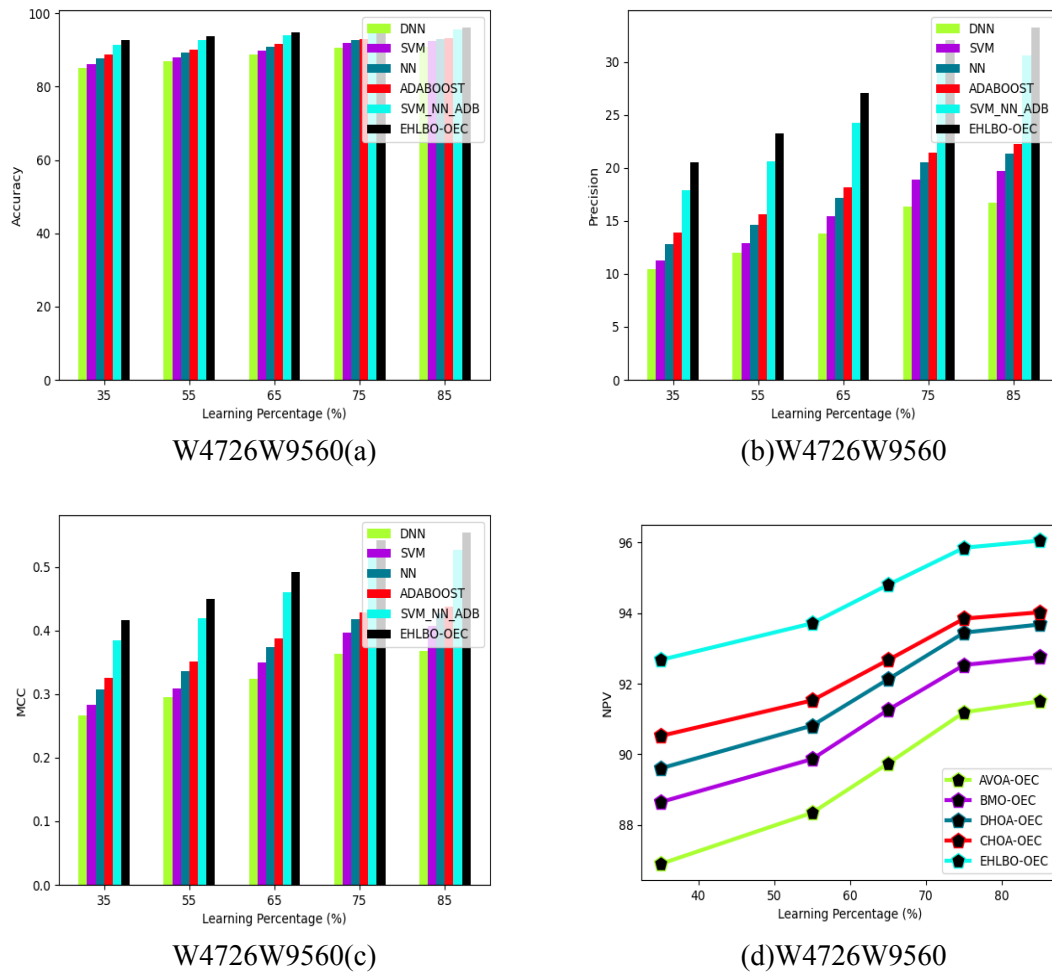 100
80
60
40
20
0
Accuracy
35 55 65 75 85
Learning Percentage (%)
DNN
SVM
NN
ADABOOST
SVM_NN_ADB
EHLBO-OEC
W4726W9560(a)
30
25
20
15
10
5
0
Precision
35 55 65 75 85
Learning Percentage (%)
DNN
SVM
NN
ADABOOST
SVM_NN_ADB
EHLBO-OEC
(b)W4726W9560
0.5
0.4
0.3
0.2
0.1
0.0
MCC
35 55 65 75 85
Learning Percentage (%)
DNN
SVM
NN
ADABOOST
SVM_NN_ADB
EHLBO-OEC
W4726W9560(c)
96
94
92
90
88
NPV
40 50 60 70 80
Learning Percentage (%)
AVOA-OEC
BMO-OEC
DHOA-OEC
CHOA-OEC
EHLBO-OEC
(d)W4726W9560